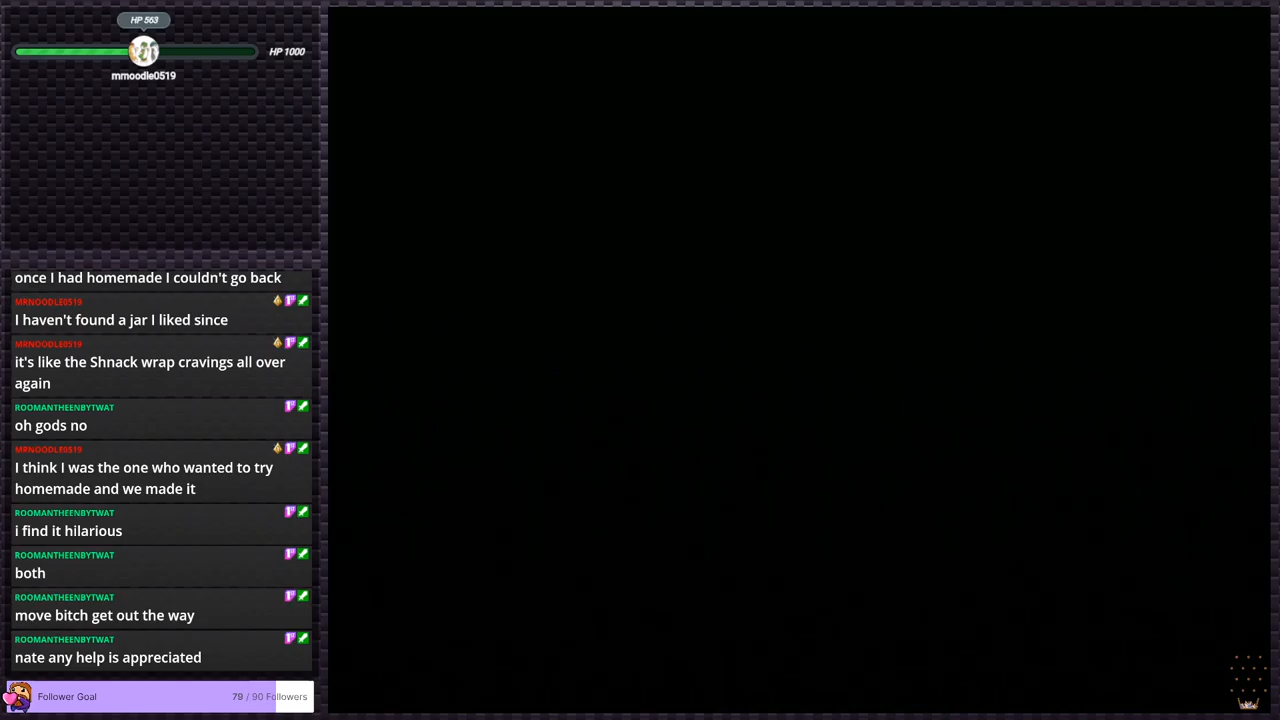 HP 563
HP 1000
mrnoodle0519
once I had homemade I couldn't go back
MRNOODLE0519
I haven't found a jar I liked since
MRNOODLE0519
it's like the Shnack wrap cravings all over
again
ROOMANTHEENBYTWAT
oh gods no
MRNOODLE0519
I think I was the one who wanted to try
homemade and we made it
ROOMANTHEENBYTWAT
i find it hilarious
ROOMANTHEENBYTWAT
both
ROOMANTHEENBYTWAT
move bitch get out the way
ROOMANTHEENBYTWAT
nate any help is appreciated
Follower Goal
79 / 90 Followers